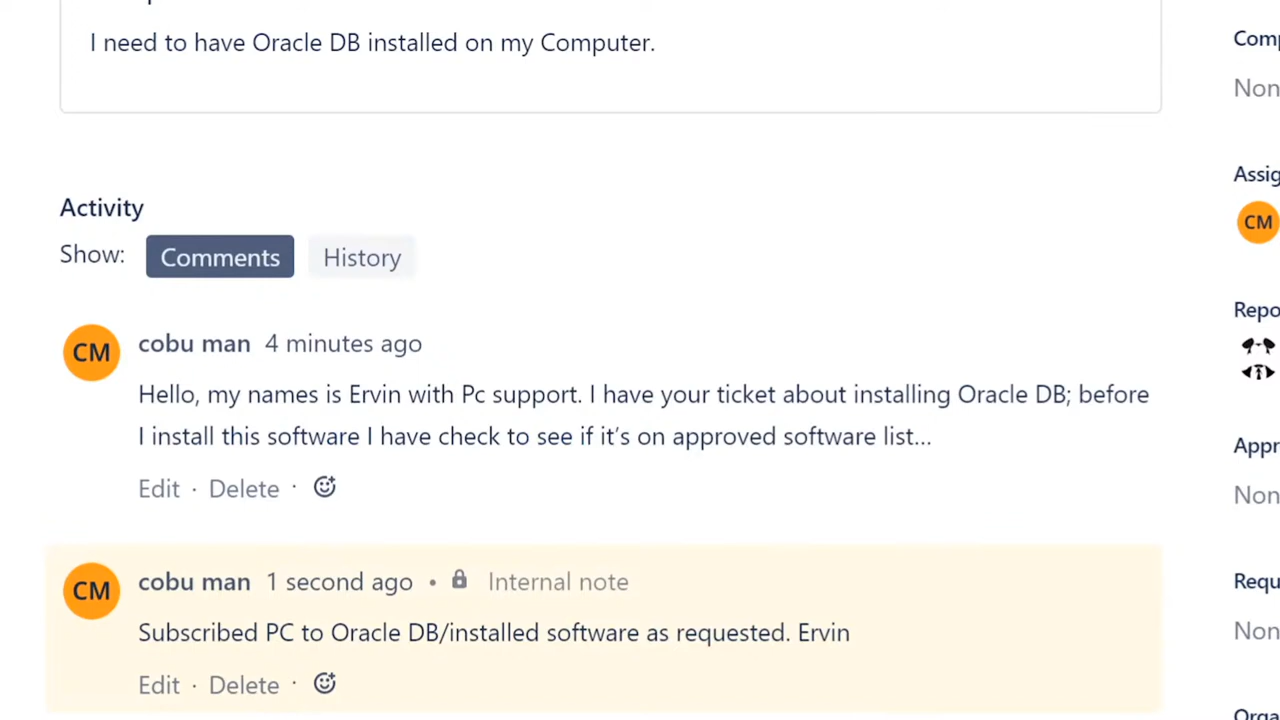 I need to have Oracle DB installed on my Computer.
Activity
Show: Comments History
CM cobu man 4 minutes ago
Hello, my names is Ervin with Pc support. I have your ticket about installing Oracle DB; before
I install this software I have check to see if it's on approved software list...
Edit · Delete ·
CM cobu man 1 second ago • Internal note
Subscribed PC to Oracle DB/installed software as requested. Ervin
Edit · Delete ·
Comp
Non
Assig
CM
Repo
Appr
Non
Requ
Non